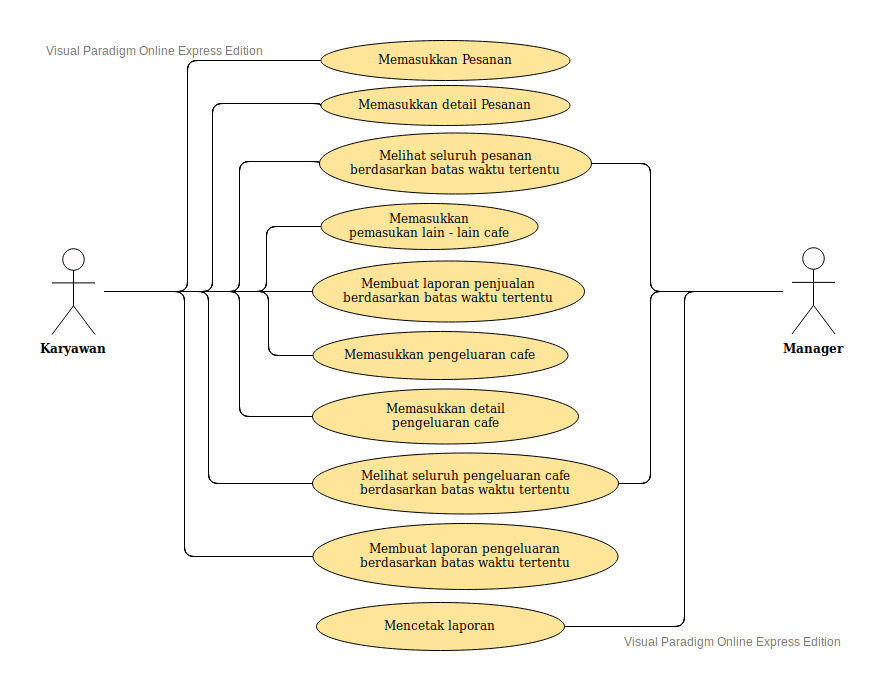 Visual Paradigm Online Express Edition
Memasukkan Pesanan
Memasukkan detail Pesanan
Melihat seluruh pesanan
berdasarkan batas waktu tertentu
Memasukkan
pemasukan lain - lain cafe
Membuat laporan penjualan
berdasarkan batas waktu tertentu
Karyawan
Manager
Memasukkan pengeluaran cafe
Memasukkan detail
pengeluaran cafe
Melihat seluruh pengeluaran cafe
berdasarkan batas waktu tertentu
Membuat laporan pengeluaran
berdasarkan batas waktu tertentu
Mencetak laporan
Visual Paradigm Online Express Edition